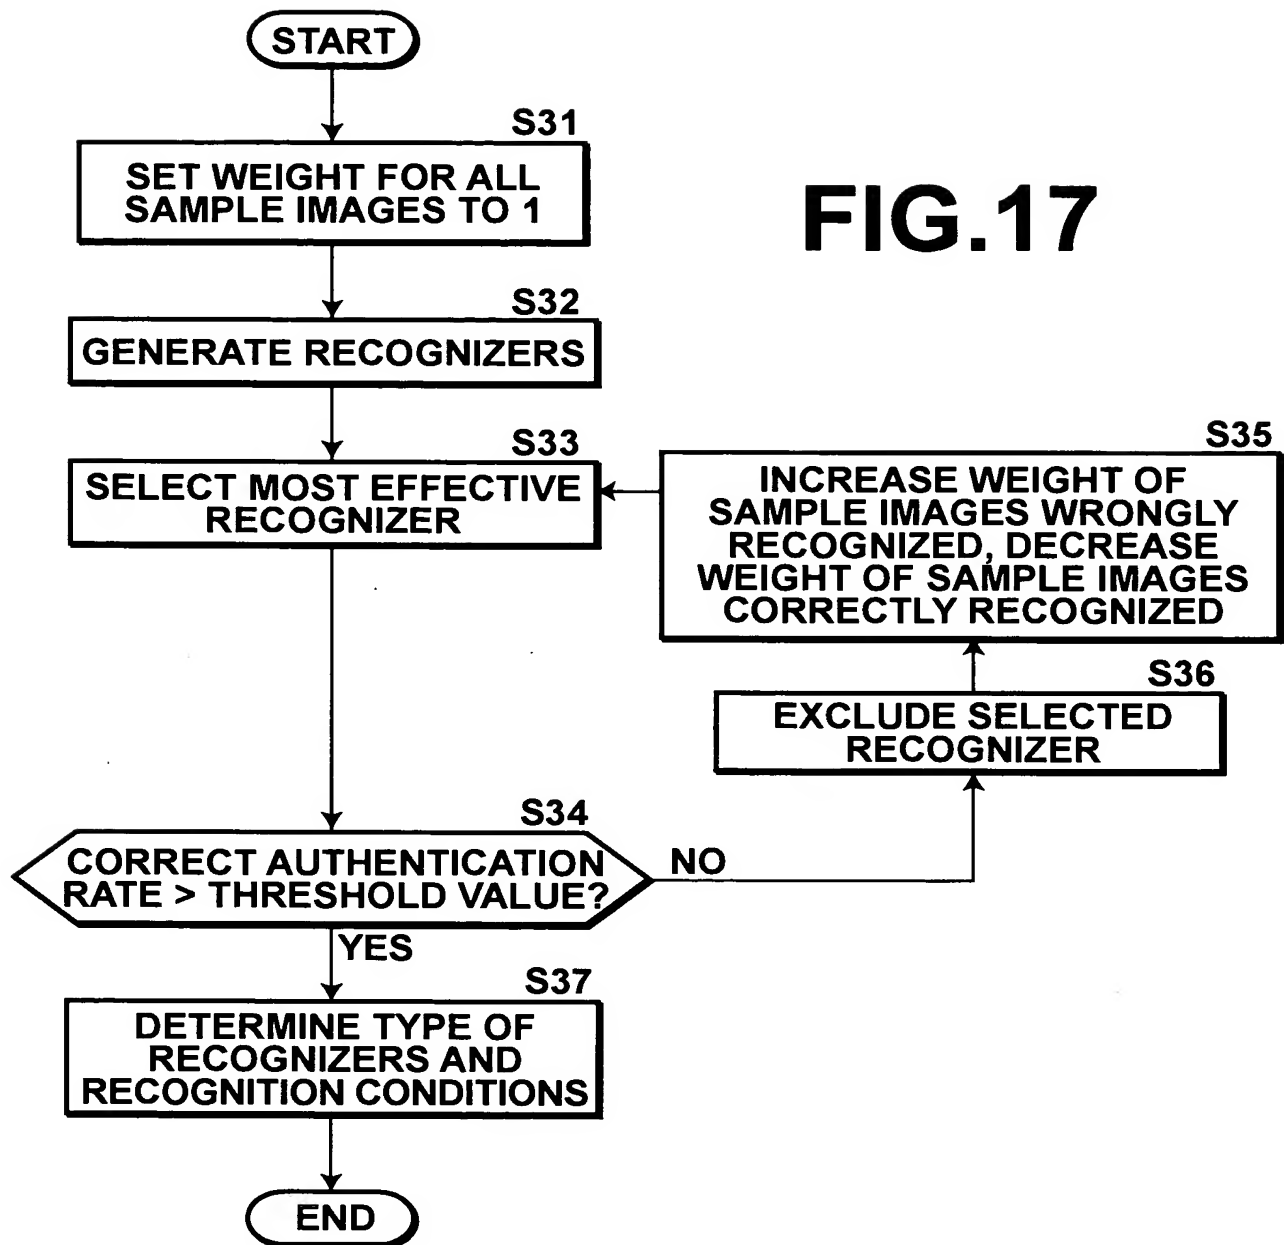 START
S31
SET WEIGHT FOR ALL
SAMPLE IMAGES TO 1
FIG.17
S32
GENERATE RECOGNIZERS
S33
SELECT MOST EFFECTIVE
RECOGNIZER
S35
INCREASE WEIGHT OF
SAMPLE IMAGES WRONGLY
RECOGNIZED, DECREASE
WEIGHT OF SAMPLE IMAGES
CORRECTLY RECOGNIZED
S36
EXCLUDE SELECTED
RECOGNIZER
S34
CORRECT AUTHENTICATION
RATE > THRESHOLD VALUE?
NO
YES
S37
DETERMINE TYPE OF
RECOGNIZERS AND
RECOGNITION CONDITIONS
END